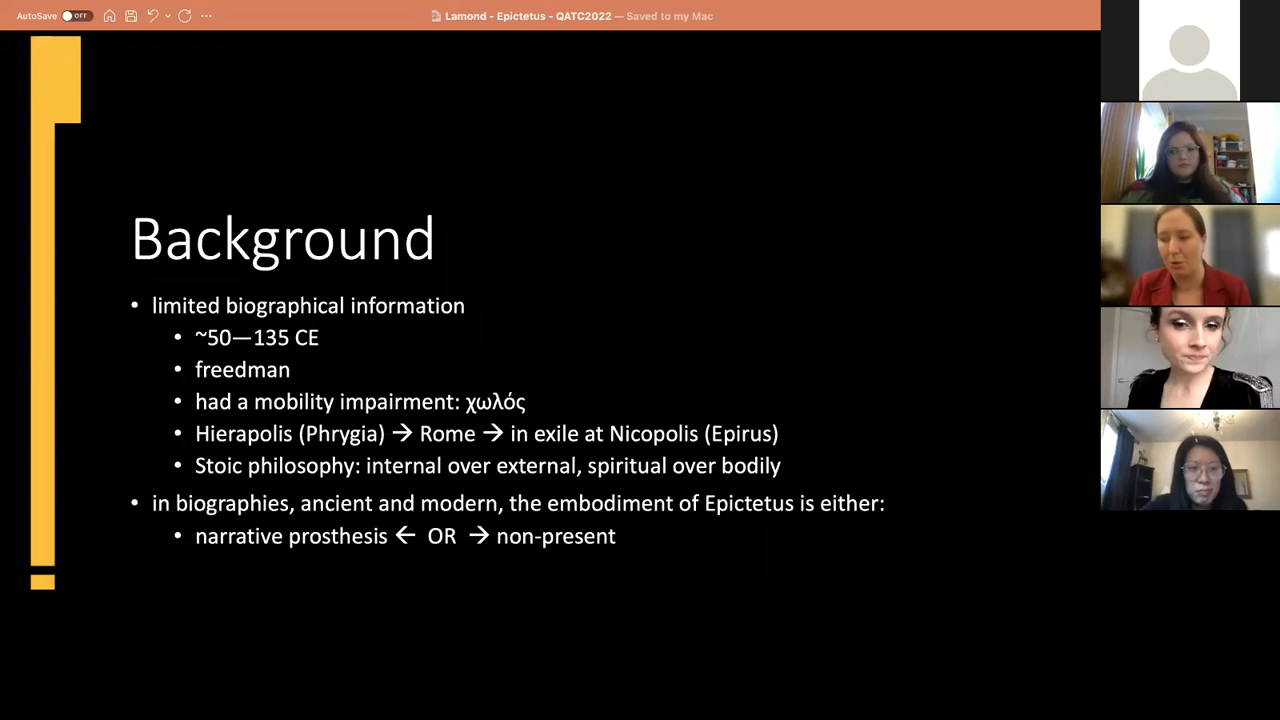 AutoSave OFF ... Lamond - Epictetus - QATC2022 — Saved to my Mac
Background
• limited biographical information
• ~50—135 CE
• freedman
• had a mobility impairment: χωλός
• Hierapolis (Phrygia) → Rome → in exile at Nicopolis (Epirus)
• Stoic philosophy: internal over external, spiritual over bodily
• in biographies, ancient and modern, the embodiment of Epictetus is either:
• narrative prosthesis ← OR → non-present